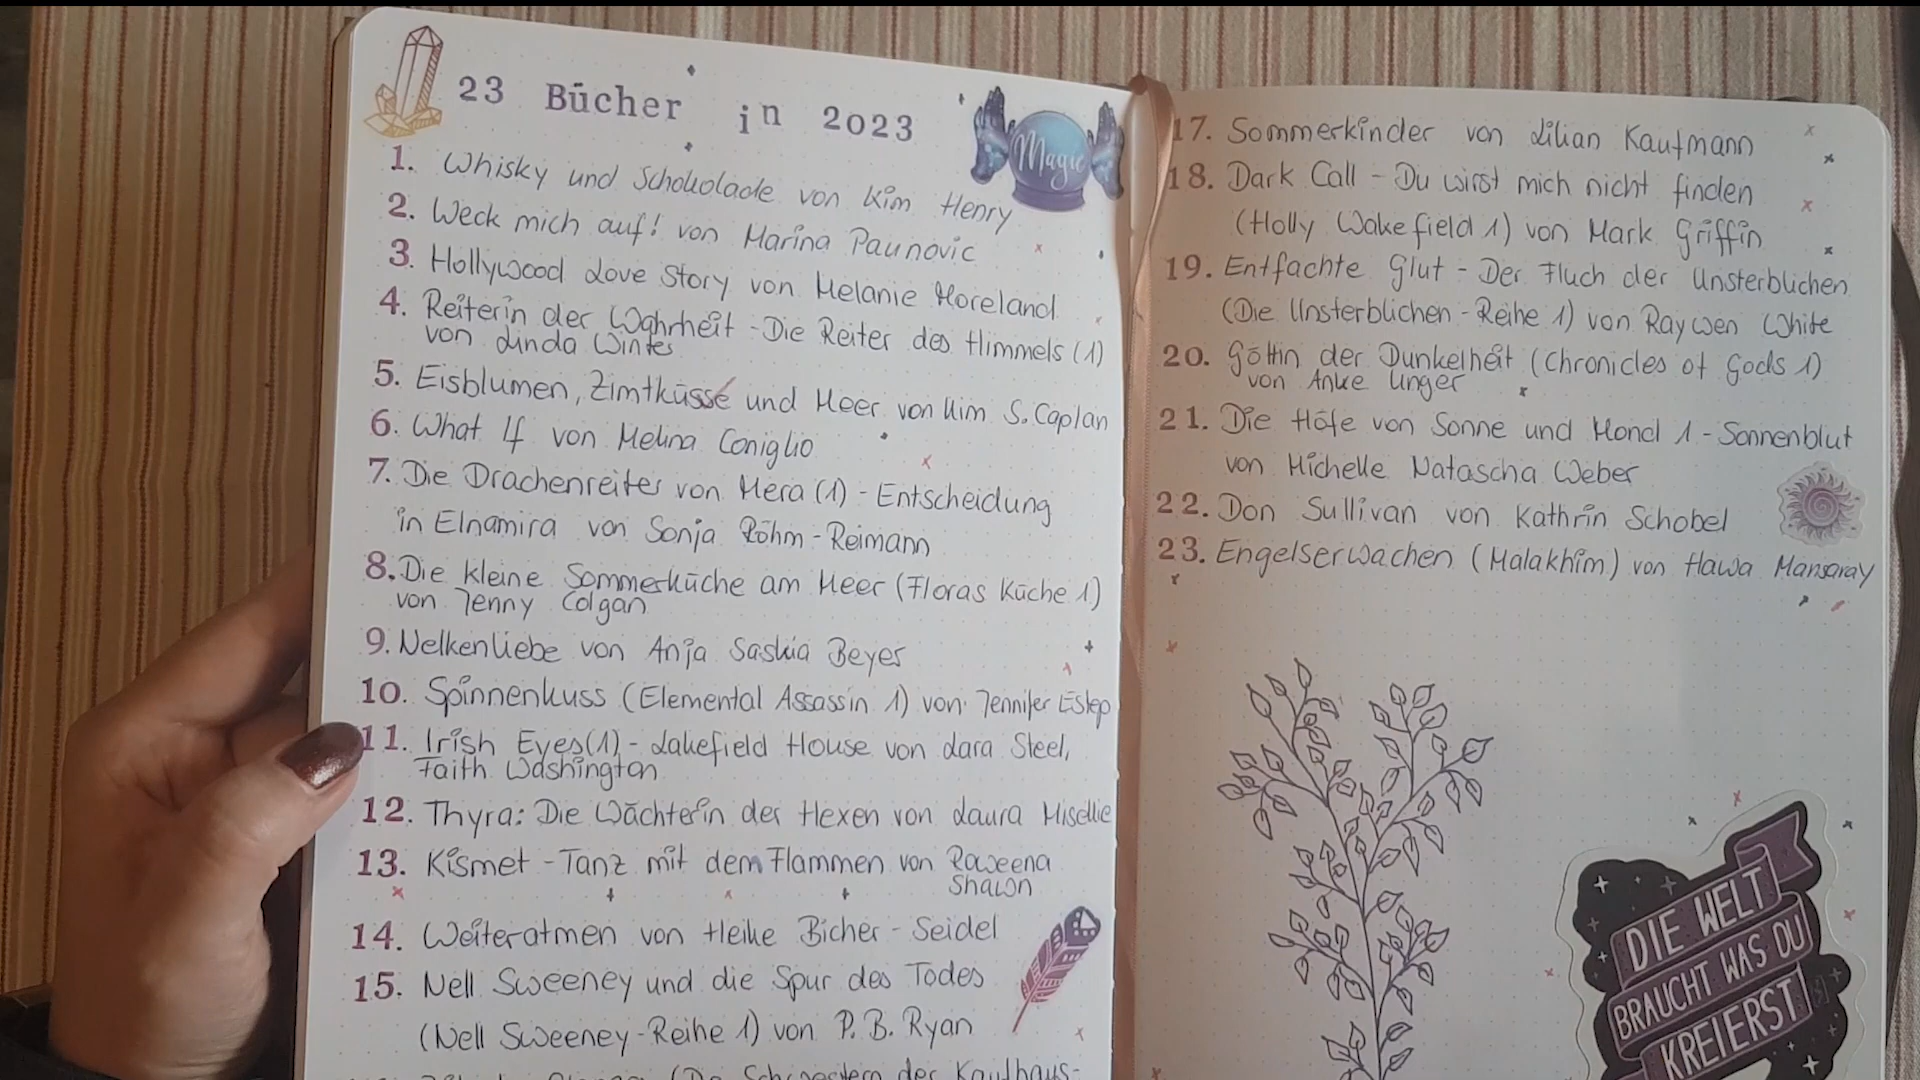 23 Bücher in 2023
Magic
1. Whisky und Schokolade von Kim Henry
2. Weck mich auf! von Marina Paunovic
3. Hollywood Love Story von Melanie Moreland
4. Reiterin der Wahrheit - Die Reiter des Himmels (1)
von Linda Winter
5. Eisblumen, Zimtküsse und Meer von Kim S. Caplan
6. What If von Melina Coniglio
7. Die Drachenreiter von Mera (1) - Entscheidung
in Elnamira von Sonja Röhm-Reimann
8. Die kleine Sommerküche am Meer (Floras Küche 1)
von Jenny Colgan
9. Nelkenliebe von Anja Saskia Beyer
10. Spinnenkuss (Elemental Assassin 1) von Jennifer Estep
11. Irish Eyes (1) - Lakefield House von Lara Steel,
Faith Washington
12. Thyra: Die Wächterin der Hexen von Laura Misellie
13. Kismet - Tanz mit dem Flammen von Raweena
Shawn
14. Weiteratmen von Heike Bicher-Seidel
15. Nell Sweeney und die Spur des Todes
(Nell Sweeney-Reihe 1) von P. B. Ryan
(Die Schwestern der Kaufhaus-
17. Sommerkinder von Lilian Kaufmann
18. Dark Call - Du wirst mich nicht finden
(Holly Wakefield 1) von Mark Griffin
19. Entfachte Glut - Der Fluch der Unsterblichen
(Die Unsterblichen-Reihe 1) von Raywen White
20. Göttin der Dunkelheit (Chronicles of Gods 1)
von Anke Unger
21. Die Höfe von Sonne und Mond 1 - Sonnenblut
von Michelle Natascha Weber
22. Don Sullivan von Kathrin Schobel
23. Engelserwachen (Malakhim) von Hawa Mansaray
DIE WELT
BRAUCHT WAS DU
KREIERST!